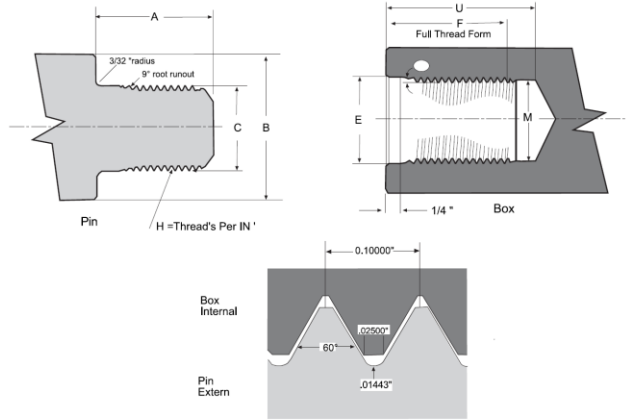 A
3/32 "radius
9" root runout
C
B
Pin
H =Thread's Per IN '
U
F
Full Thread Form
E
M
1/4 "
Box
0.10000"
Box
Internal
.02500"
60°
.01443"
Pin
Extern